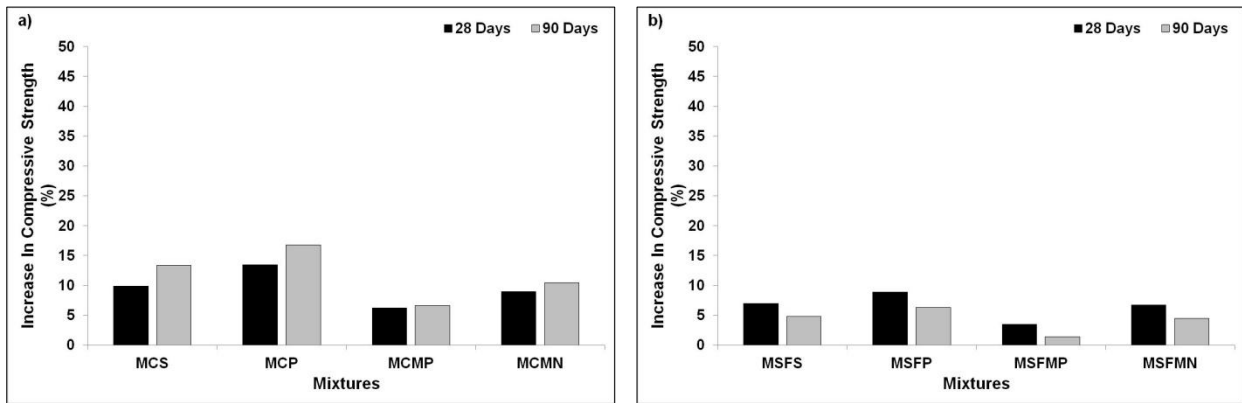 a)
28 Days 90 Days
50
45
40
35
30
25
20
15
10
5
0
Increase In Compressive Strength
(%)
MCS MCP MCMP MCMN
Mixtures
b)
28 Days 90 Days
50
45
40
35
30
25
20
15
10
5
0
Increase In Compressive Strength
(%)
MSFS MSFP MSFMP MSFMN
Mixtures